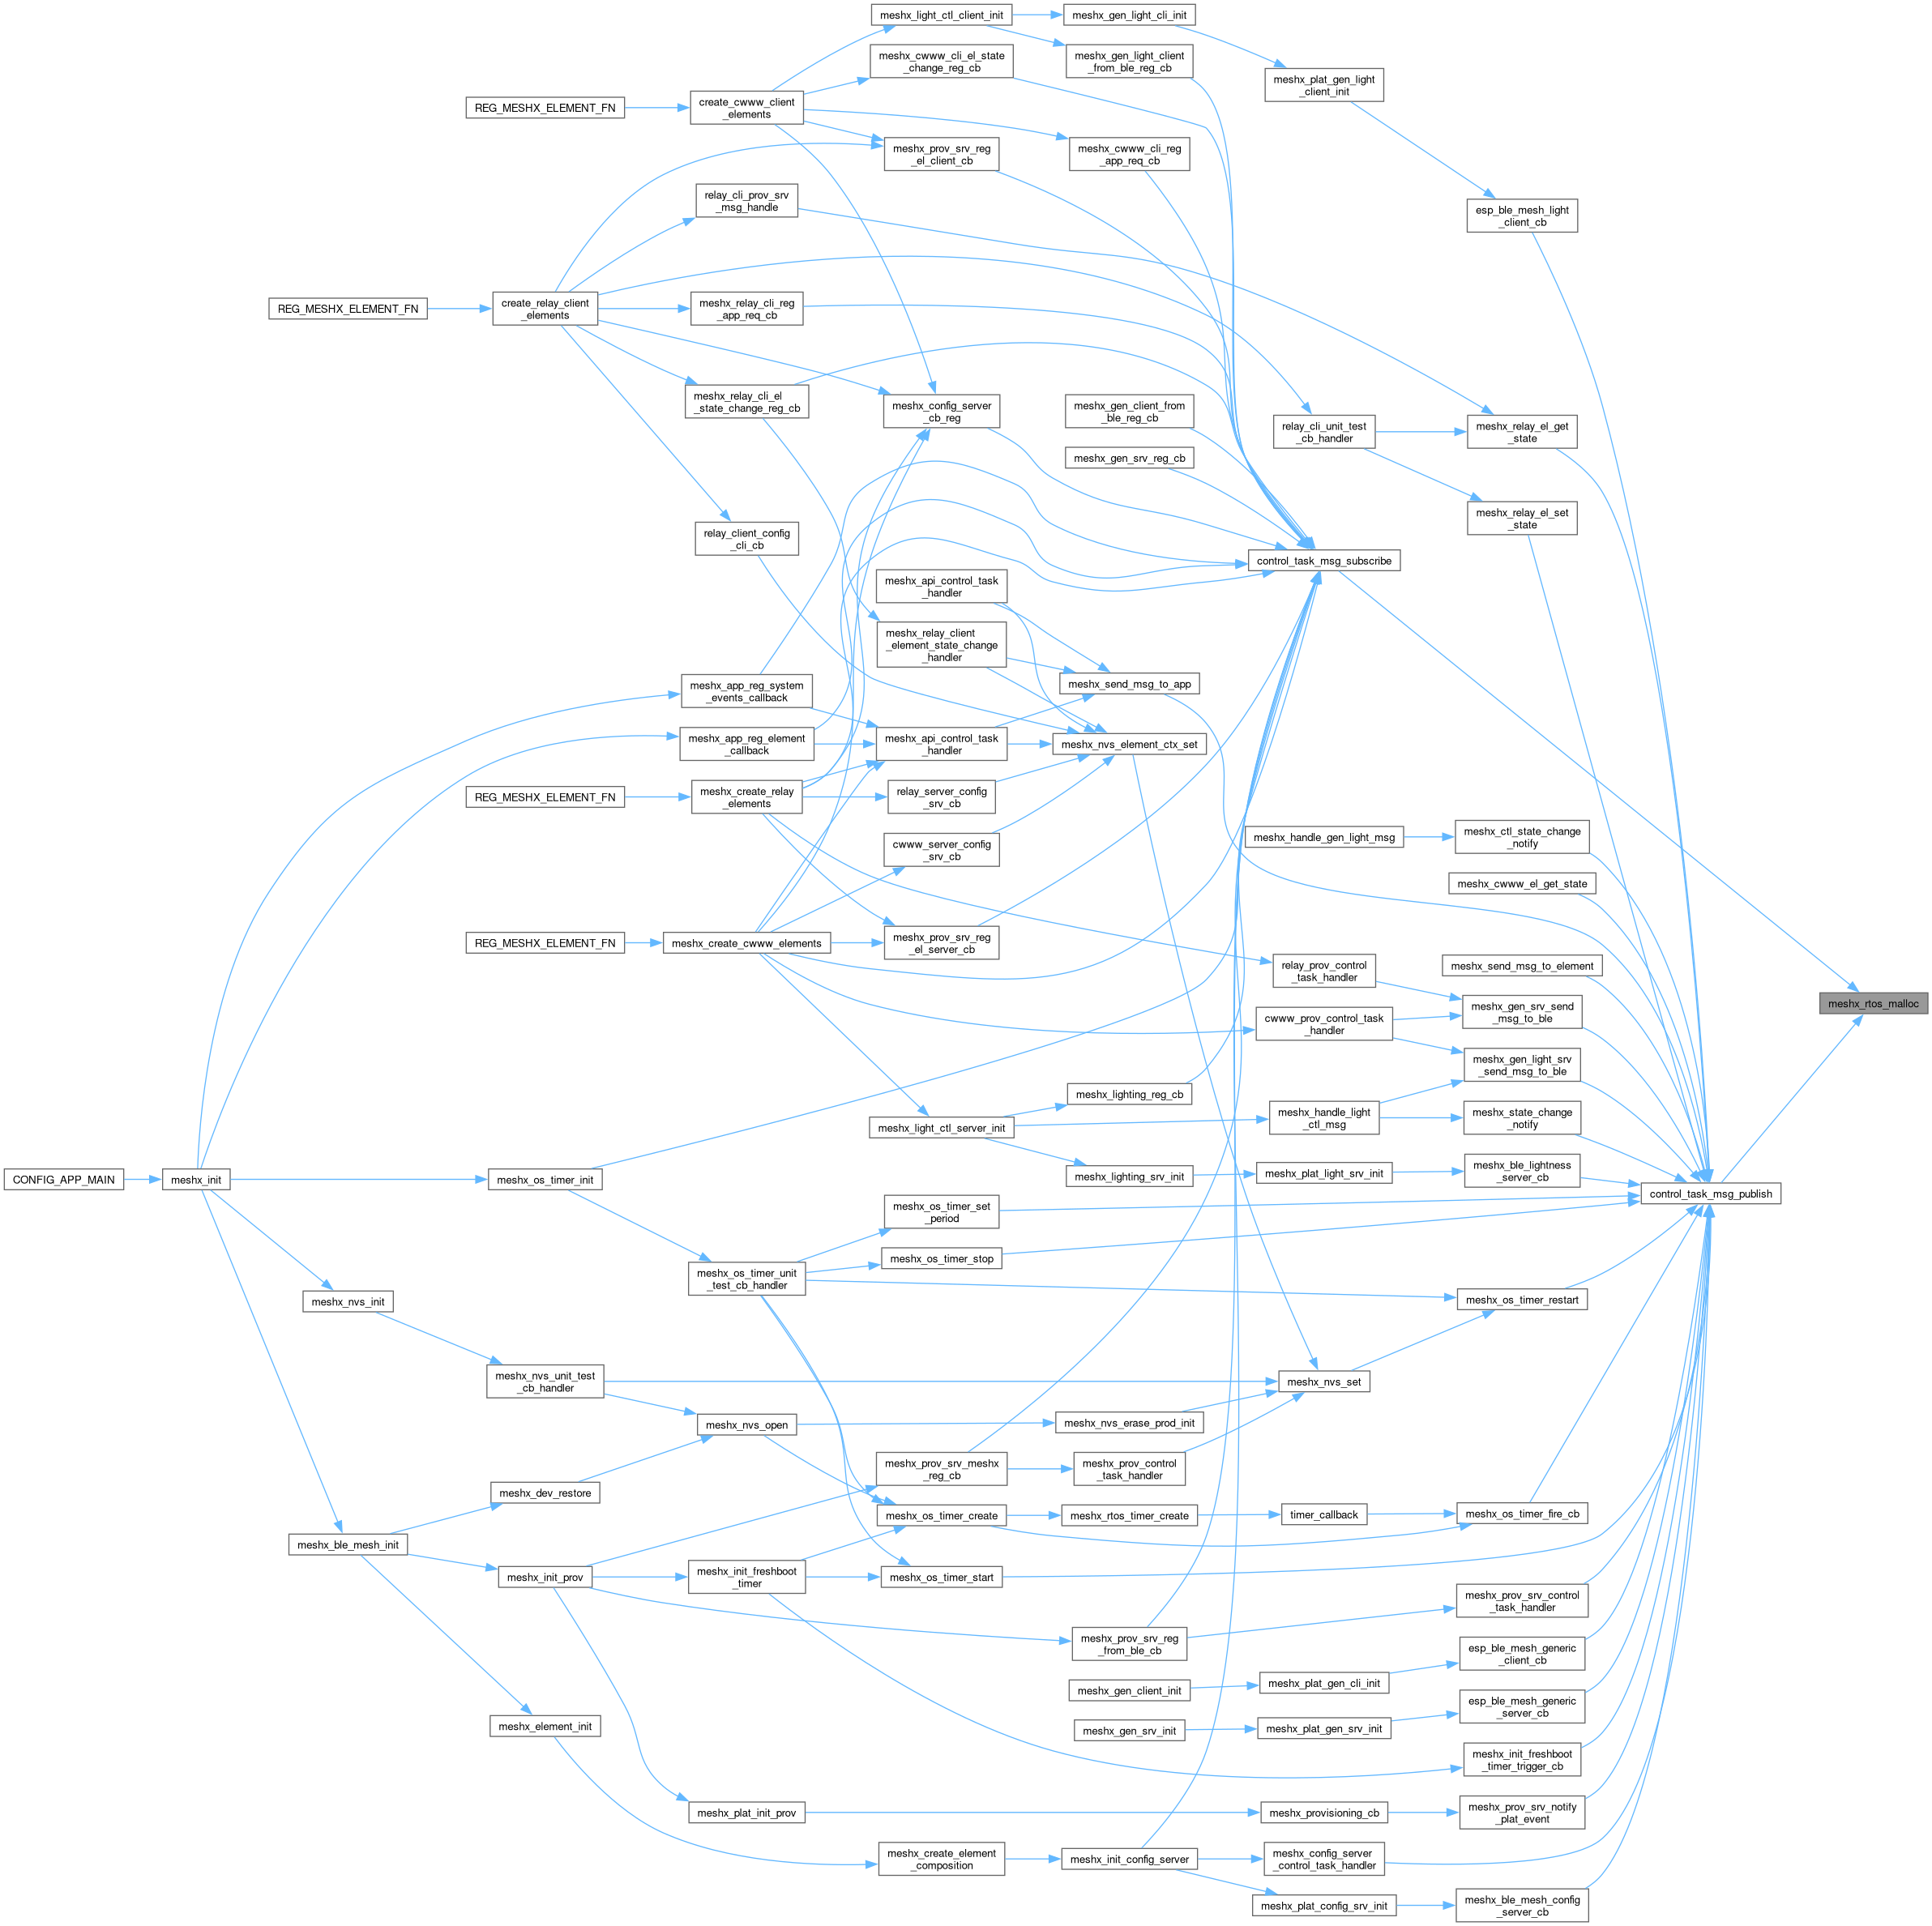 meshx_light_ctl_client_init
meshx_gen_light_cli_init
meshx_cwww_cli_el_state
_change_reg_cb
meshx_gen_light_client
_from_ble_reg_cb
meshx_plat_gen_light
_client_init
REG_MESHX_ELEMENT_FN
create_cwww_client
_elements
meshx_prov_srv_reg
_el_client_cb
meshx_cwww_cli_reg
_app_req_cb
relay_cli_prov_srv
_msg_handle
esp_ble_mesh_light
_client_cb
REG_MESHX_ELEMENT_FN
create_relay_client
_elements
meshx_relay_cli_reg
_app_req_cb
meshx_relay_cli_el
_state_change_reg_cb
meshx_config_server
_cb_reg
meshx_gen_client_from
_ble_reg_cb
relay_cli_unit_test
_cb_handler
meshx_relay_el_get
_state
meshx_gen_srv_reg_cb
meshx_relay_el_set
_state
relay_client_config
_cli_cb
control_task_msg_subscribe
meshx_api_control_task
_handler
meshx_relay_client
_element_state_change
_handler
meshx_app_reg_system
_events_callback
meshx_send_msg_to_app
meshx_app_reg_element
_callback
meshx_api_control_task
_handler
meshx_nvs_element_ctx_set
REG_MESHX_ELEMENT_FN
meshx_create_relay
_elements
relay_server_config
_srv_cb
meshx_handle_gen_light_msg
meshx_ctl_state_change
_notify
cwww_server_config
_srv_cb
meshx_cwww_el_get_state
REG_MESHX_ELEMENT_FN
meshx_create_cwww_elements
meshx_prov_srv_reg
_el_server_cb
relay_prov_control
_task_handler
meshx_send_msg_to_element
meshx_rtos_malloc
cwww_prov_control_task
_handler
meshx_gen_srv_send
_msg_to_ble
meshx_gen_light_srv
_send_msg_to_ble
meshx_lighting_reg_cb
meshx_light_ctl_server_init
meshx_handle_light
_ctl_msg
meshx_state_change
_notify
CONFIG_APP_MAIN
meshx_init
meshx_os_timer_init
meshx_lighting_srv_init
meshx_plat_light_srv_init
meshx_ble_lightness
_server_cb
control_task_msg_publish
meshx_os_timer_set
_period
meshx_os_timer_stop
meshx_os_timer_unit
_test_cb_handler
meshx_nvs_init
meshx_os_timer_restart
meshx_nvs_unit_test
_cb_handler
meshx_nvs_set
meshx_nvs_open
meshx_nvs_erase_prod_init
meshx_prov_srv_meshx
_reg_cb
meshx_prov_control
_task_handler
meshx_dev_restore
meshx_os_timer_create
meshx_rtos_timer_create
timer_callback
meshx_os_timer_fire_cb
meshx_ble_mesh_init
meshx_init_prov
meshx_init_freshboot
_timer
meshx_os_timer_start
meshx_prov_srv_control
_task_handler
meshx_prov_srv_reg
_from_ble_cb
esp_ble_mesh_generic
_client_cb
meshx_gen_client_init
meshx_plat_gen_cli_init
esp_ble_mesh_generic
_server_cb
meshx_element_init
meshx_gen_srv_init
meshx_plat_gen_srv_init
meshx_init_freshboot
_timer_trigger_cb
meshx_plat_init_prov
meshx_provisioning_cb
meshx_prov_srv_notify
_plat_event
meshx_create_element
_composition
meshx_init_config_server
meshx_config_server
_control_task_handler
meshx_plat_config_srv_init
meshx_ble_mesh_config
_server_cb